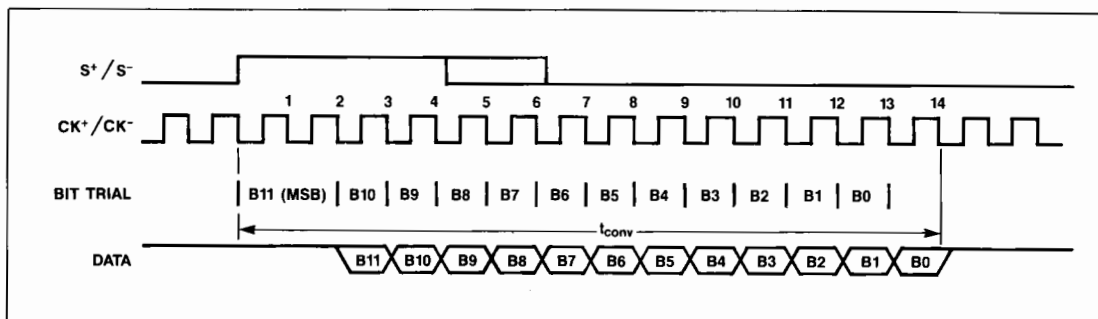 S+/S−
1 2 3 4 5 6 7 8 9 10 11 12 13 14
CK+/CK−
BIT TRIAL B11 (MSB) B10 B9 B8 B7 B6 B5 B4 B3 B2 B1 B0
tconv
DATA B11 B10 B9 B8 B7 B6 B5 B4 B3 B2 B1 B0